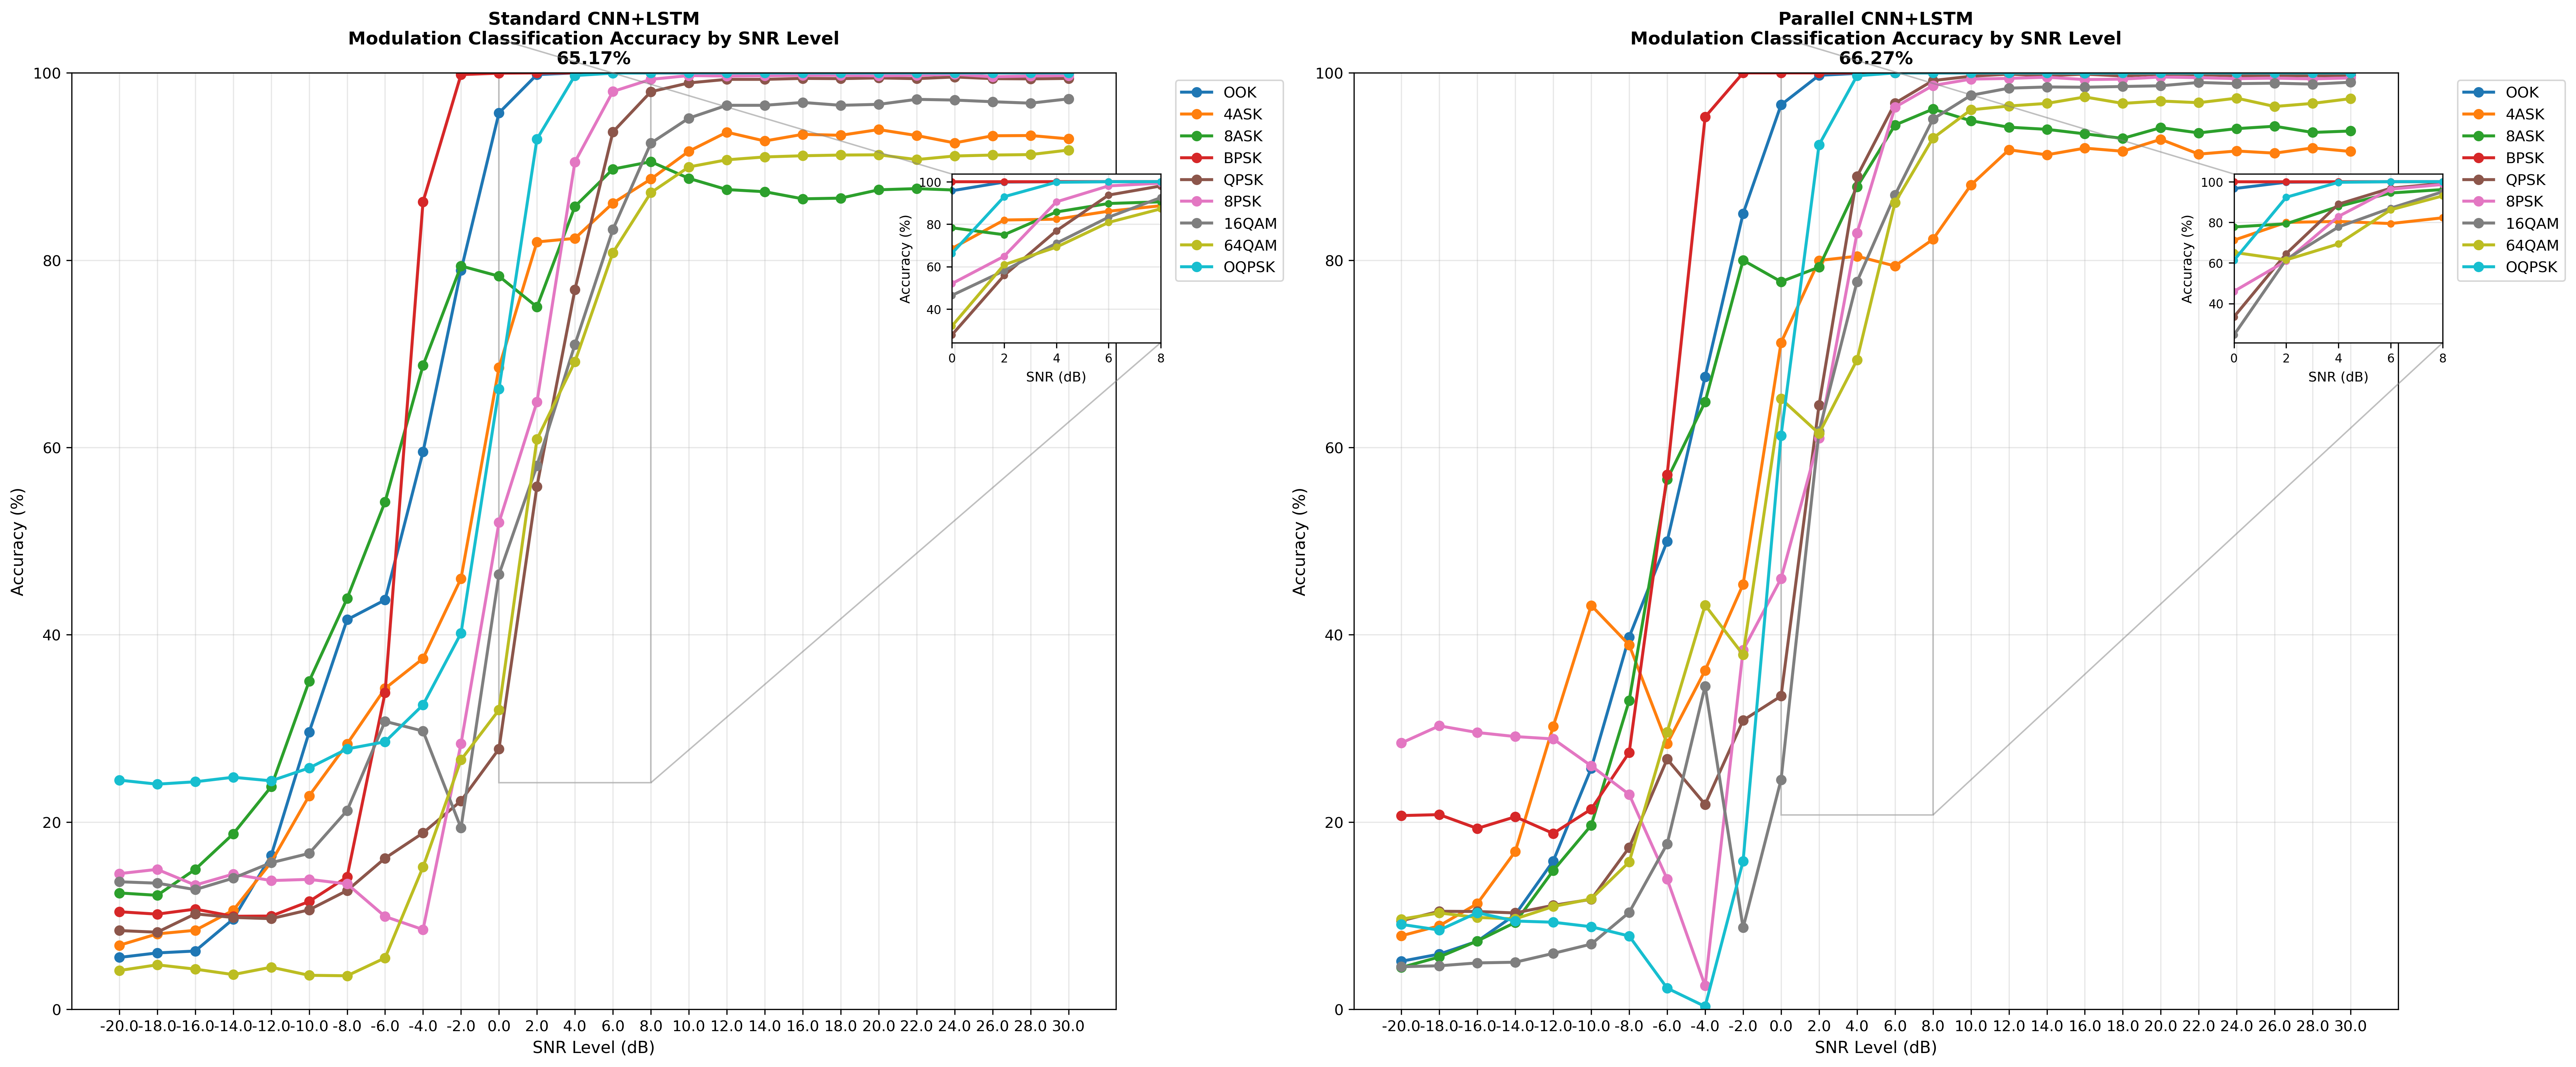 Standard CNN+LSTM
Modulation Classification Accuracy by SNR Level
65.17%
100
80
60
40
20
0
Accuracy (%)
-20.0
-18.0
-16.0
-14.0
-12.0
-10.0
-8.0
-6.0
-4.0
-2.0
0.0
2.0
4.0
6.0
8.0
10.0
12.0
14.0
16.0
18.0
20.0
22.0
24.0
26.0
28.0
30.0
SNR Level (dB)
100
80
60
40
Accuracy (%)
0
2
4
6
8
SNR (dB)
OOK
4ASK
8ASK
BPSK
QPSK
8PSK
16QAM
64QAM
OQPSK
Parallel CNN+LSTM
Modulation Classification Accuracy by SNR Level
66.27%
100
80
60
40
20
0
Accuracy (%)
-20.0
-18.0
-16.0
-14.0
-12.0
-10.0
-8.0
-6.0
-4.0
-2.0
0.0
2.0
4.0
6.0
8.0
10.0
12.0
14.0
16.0
18.0
20.0
22.0
24.0
26.0
28.0
30.0
SNR Level (dB)
100
80
60
40
Accuracy (%)
0
2
4
6
8
SNR (dB)
OOK
4ASK
8ASK
BPSK
QPSK
8PSK
16QAM
64QAM
OQPSK